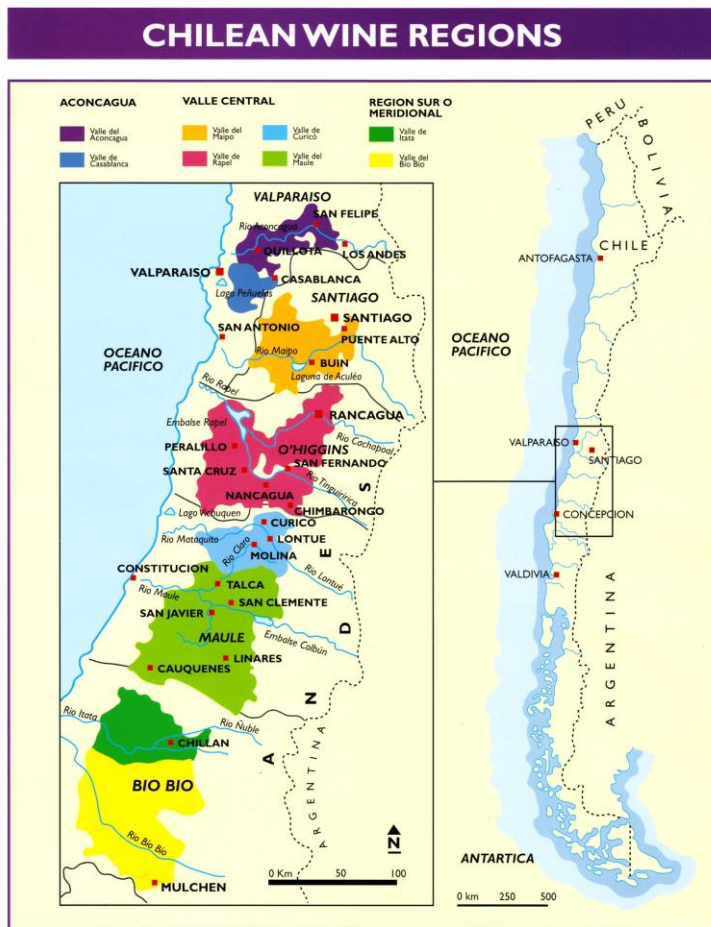 CHILEAN WINE REGIONS
ACONCAGUA
Valle del
Aconcagua
Valle de
Casablanca
VALLE CENTRAL
Valle del
Maipo
Valle de
Rapel
Valle de
Curicó
Valle del
Maule
REGION SUR O
MERIDIONAL
Valle de
Itata
Valle del
Bío Bío
VALPARAISO
SAN FELIPE
Rio Aconcagua
QUILLOTA
LOS ANDES
VALPARAISO
CASABLANCA
Lago Peñuelas
SANTIAGO
SANTIAGO
SAN ANTONIO
PUENTE ALTO
OCEANO
PACIFICO
Rio Maipo
BUIN
Laguna de Aculéo
Rio Rapel
RANCAGUA
Embalse Rapel
Rio Cachapoal
PERALILLO
O'HIGGINS
SAN FERNANDO
SANTA CRUZ
Rio Tinguiririca
NANCAGUA
CHIMBARONGO
Lago Vichuquen
CURICO
Rio Mataquito
LONTUE
Rio Claro
MOLINA
CONSTITUCION
Rio Lontué
TALCA
Rio Maule
SAN CLEMENTE
SAN JAVIER
MAULE
Embalse Colbún
LINARES
CAUQUENES
ANDES
Rio Itata
Rio Ñuble
CHILLAN
BIO BIO
ARGENTINA
Rio Bio Bio
MULCHEN
N
0 Km 50 100
PERU
BOLIVIA
CHILE
ANTOFAGASTA
OCEANO
PACIFICO
VALPARAISO
SANTIAGO
CONCEPCION
VALDIVIA
ARGENTINA
ANTARTICA
0 km 250 500